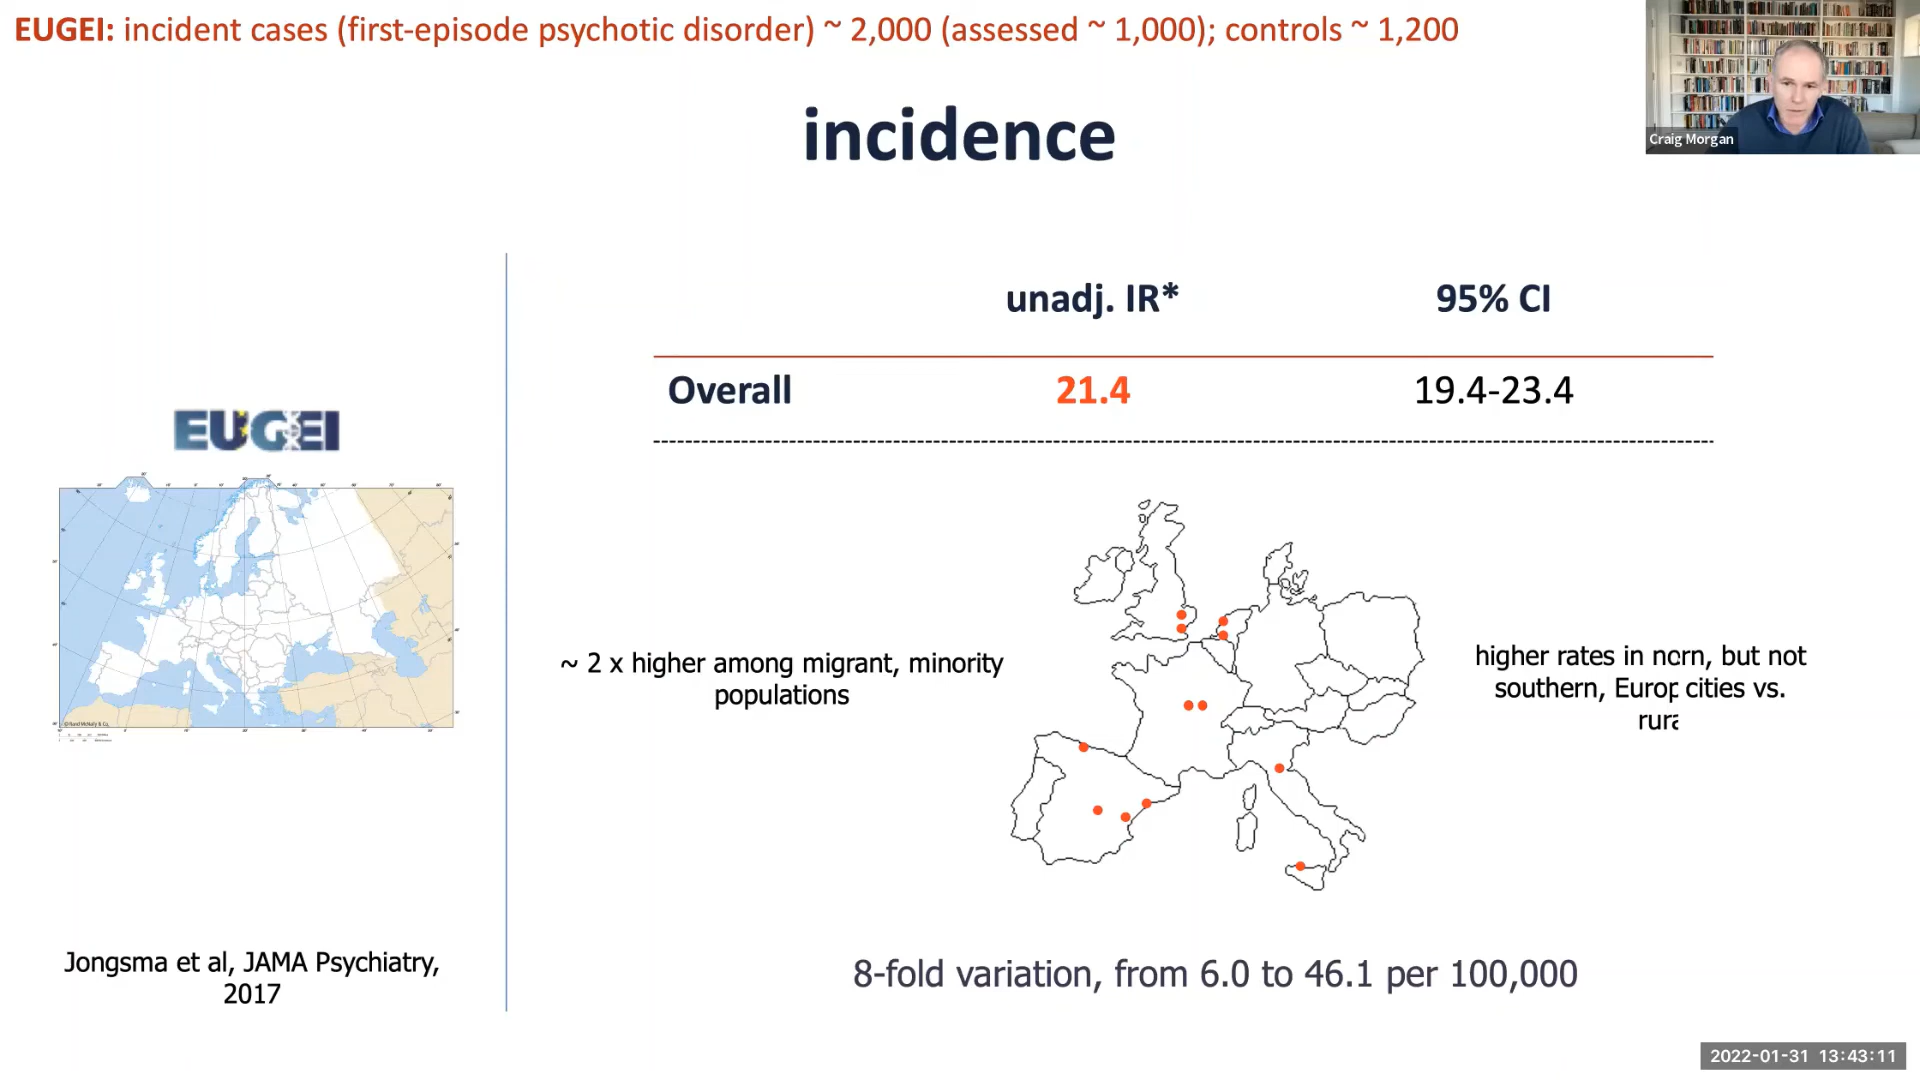 EUGEI: incident cases (first-episode psychotic disorder) ~ 2,000 (assessed ~ 1,000); controls ~ 1,200
Craig Morgan
incidence
unadj. IR* 95% CI
Overall 21.4 19.4-23.4
EUGEI
~ 2 x higher among migrant, minority
populations
higher rates in norn, but not
southern, Europ cities vs.
rura
Jongsma et al, JAMA Psychiatry,
2017
8-fold variation, from 6.0 to 46.1 per 100,000
2022-01-31 13:43:11